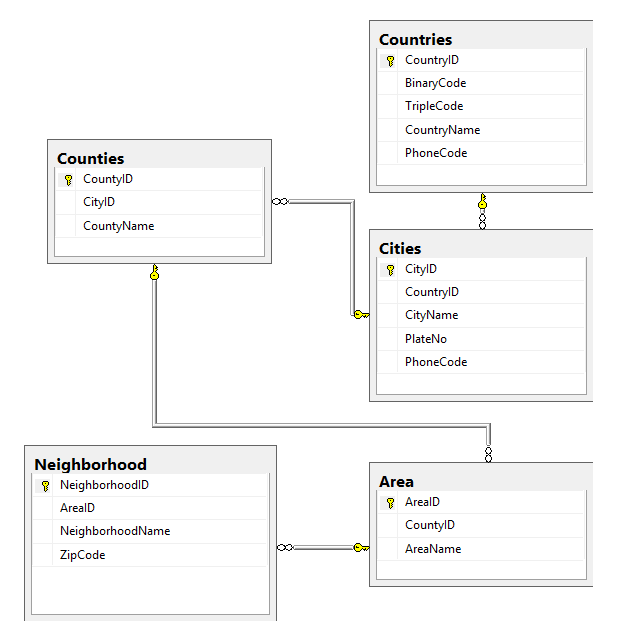 Countries
CountryID
BinaryCode
TripleCode
CountryName
PhoneCode
Counties
CountyID
CityID
CountyName
Cities
CityID
CountryID
CityName
PlateNo
PhoneCode
Neighborhood
NeighborhoodID
AreaID
NeighborhoodName
ZipCode
Area
AreaID
CountyID
AreaName